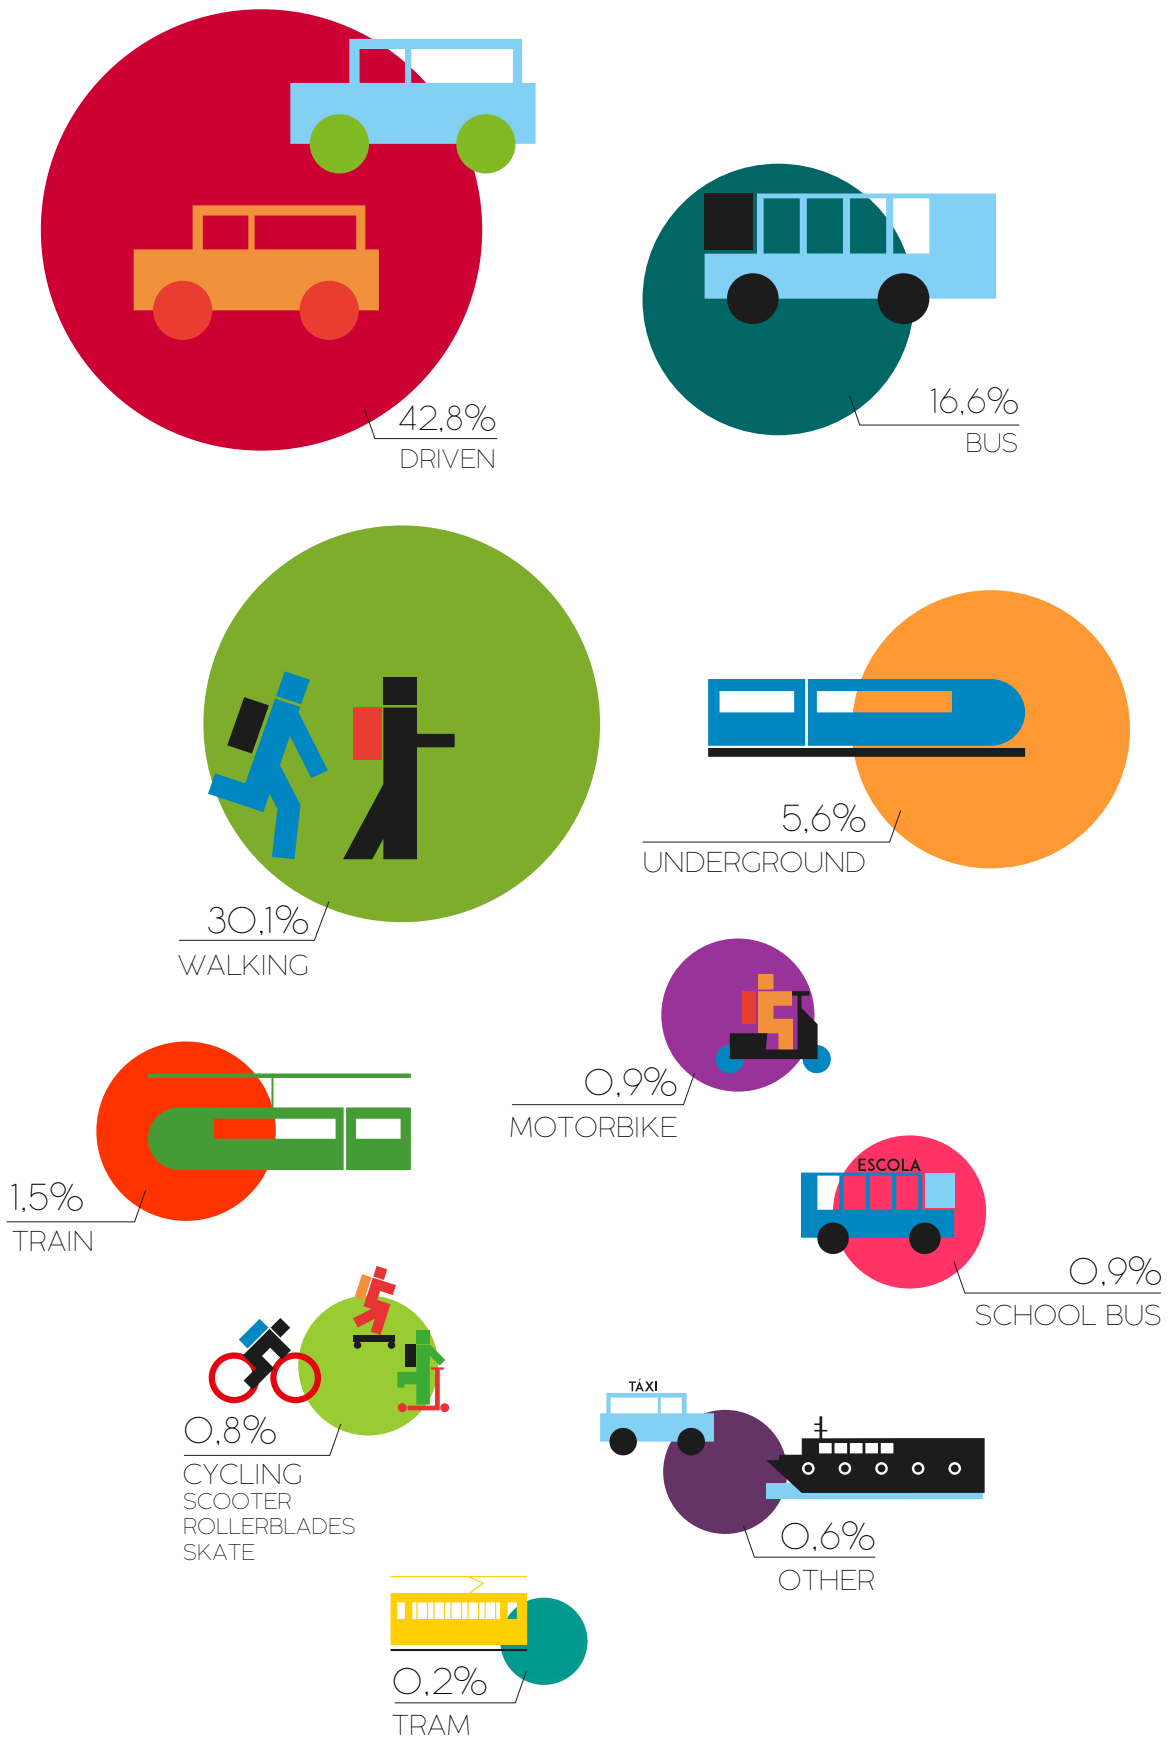 42,8%
DRIVEN
16,6%
BUS
30,1%
WALKING
5,6%
UNDERGROUND
0,9%
MOTORBIKE
1,5%
TRAIN
ESCOLA
0,9%
SCHOOL BUS
0,8%
CYCLING
SCOOTER
ROLLERBLADES
SKATE
TÁXI
0,6%
OTHER
0,2%
TRAM